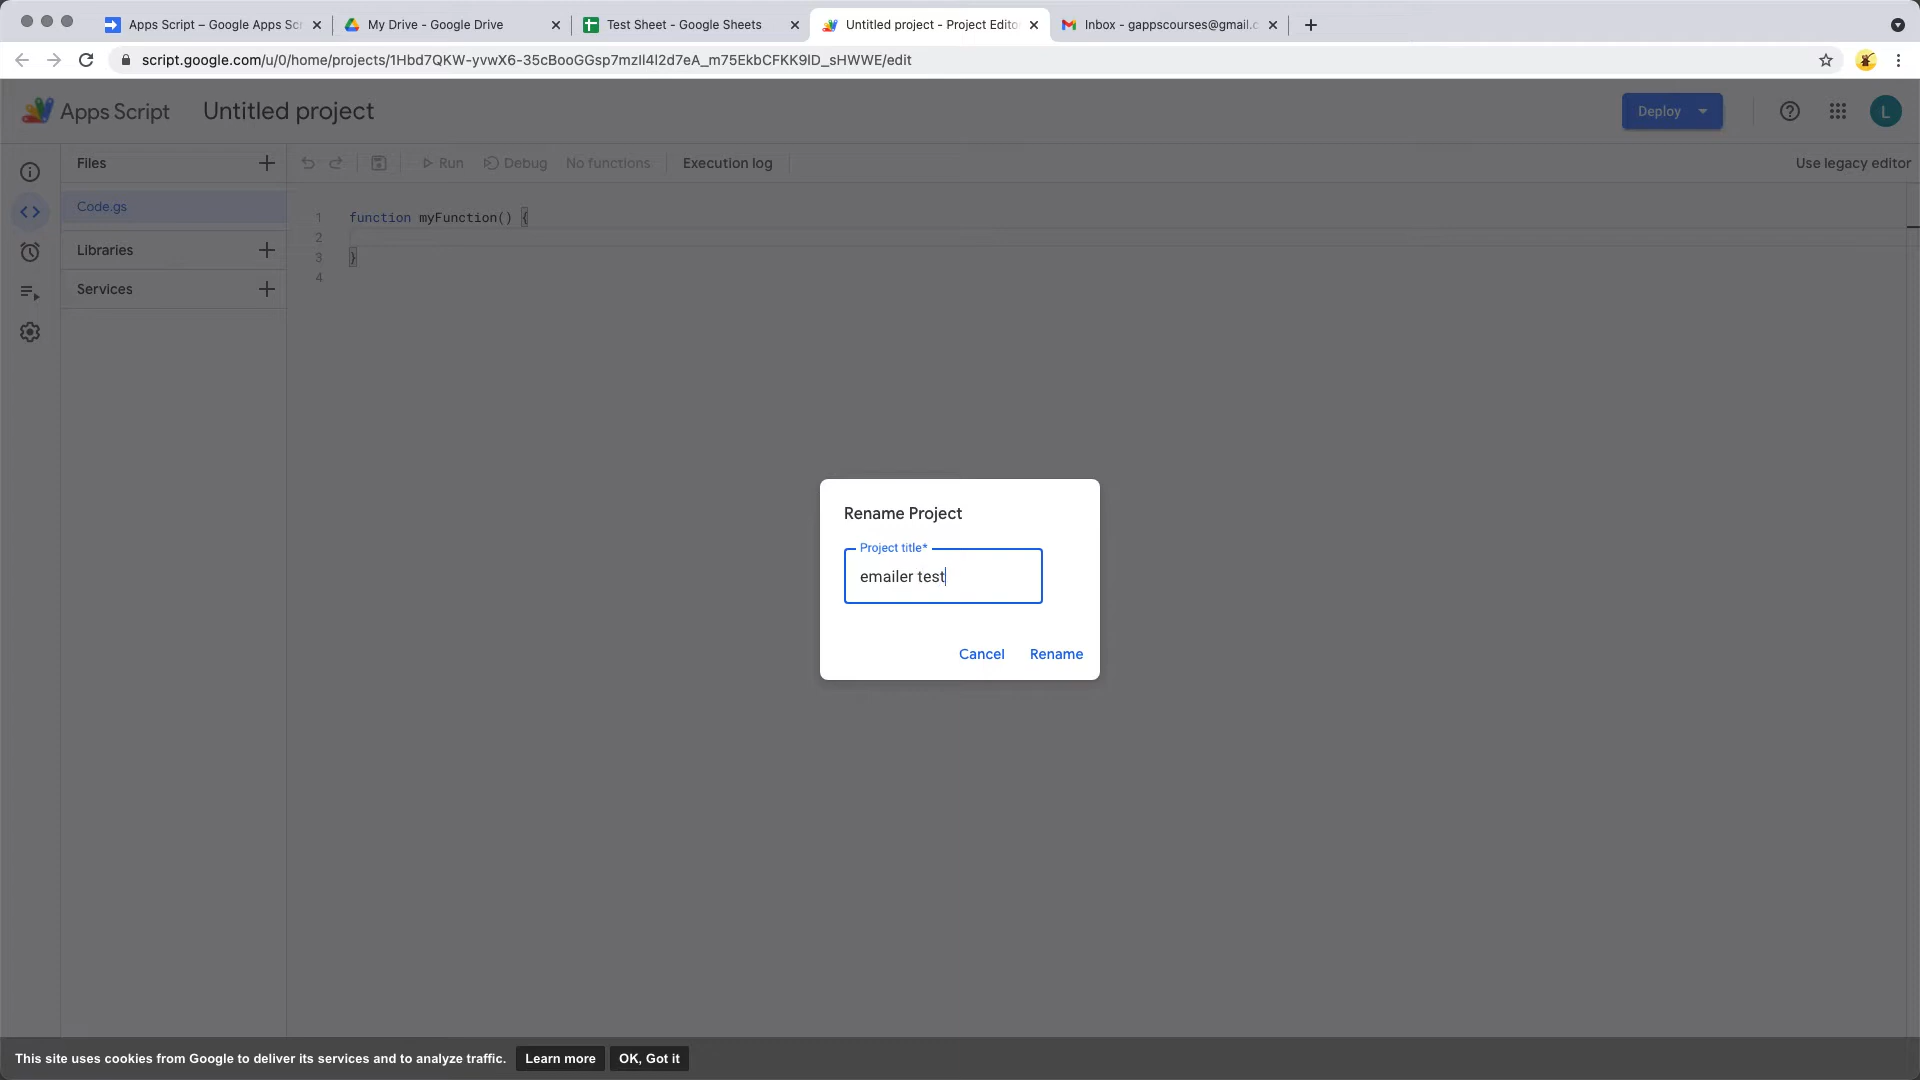 Apps Script – Google Apps Scr
My Drive - Google Drive
Test Sheet - Google Sheets
Untitled project - Project Edito
Inbox - gappscourses@gmail.c
script.google.com/u/0/home/projects/1Hbd7QKW-yvwX6-35cBooGGsp7mzII4I2d7eA_m75EkbCFKK9ID_sHWWE/edit
Apps Script
Untitled project
Deploy
L
Files
Run
Debug
No functions
Execution log
Use legacy editor
Code.gs
Libraries
Services
1 function myFunction() {
2
3 }
4
Rename Project
Project title*
emailer test
Cancel
Rename
This site uses cookies from Google to deliver its services and to analyze traffic.
Learn more
OK, Got it